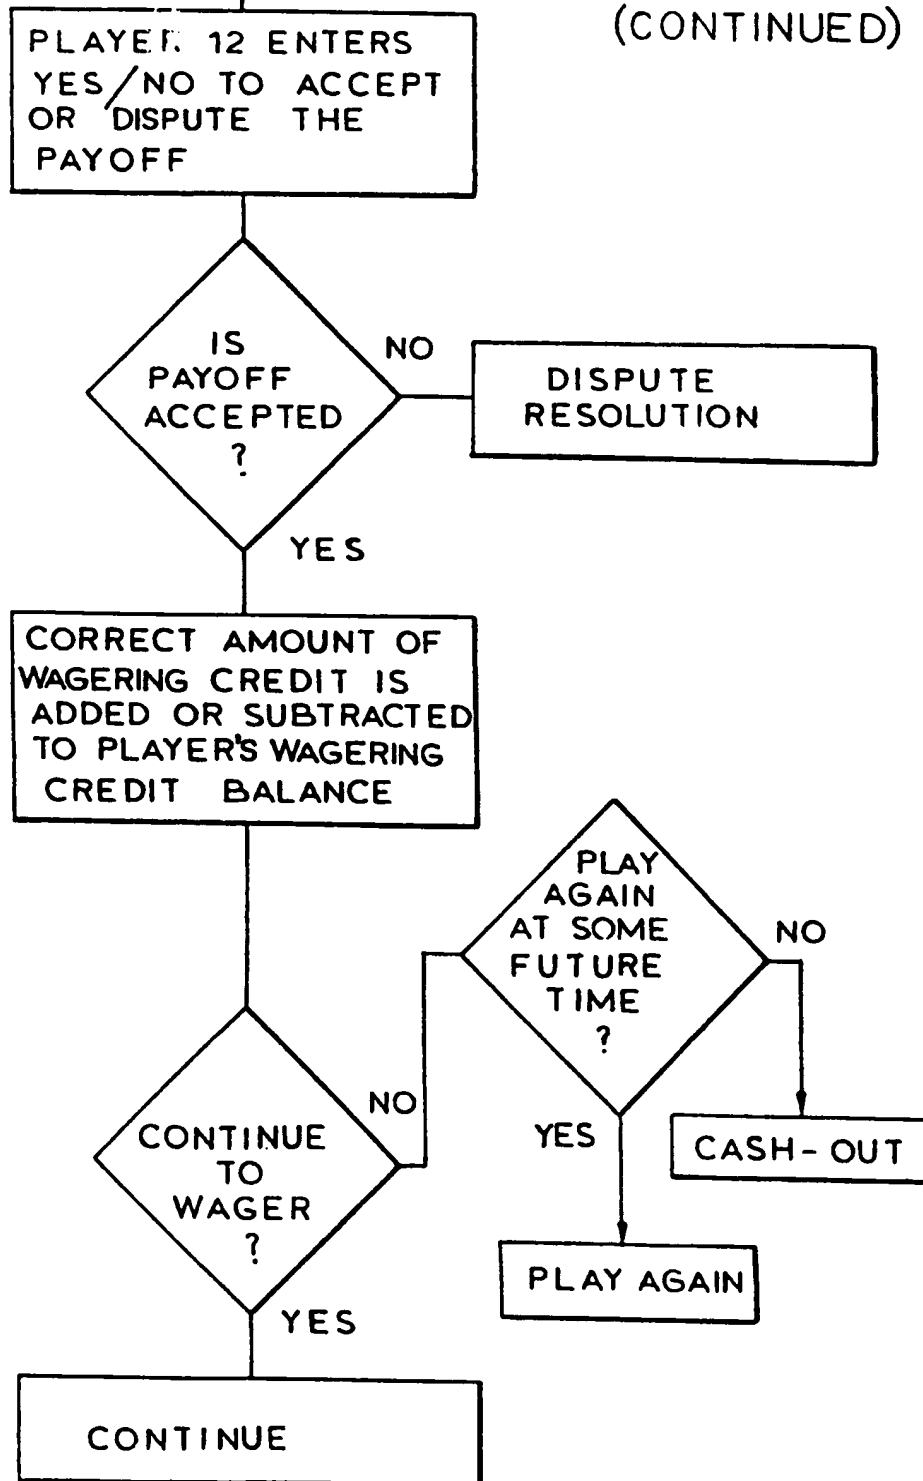 (CONTINUED)
PLAYER 12 ENTERS
YES/NO TO ACCEPT
OR DISPUTE THE
PAYOFF
IS
PAYOFF
ACCEPTED
?
NO
DISPUTE
RESOLUTION
YES
CORRECT AMOUNT OF
WAGERING CREDIT IS
ADDED OR SUBTRACTED
TO PLAYER'S WAGERING
CREDIT BALANCE
CONTINUE
TO
WAGER
?
NO
PLAY
AGAIN
AT SOME
FUTURE
TIME
?
NO
CASH-OUT
YES
PLAY AGAIN
YES
CONTINUE